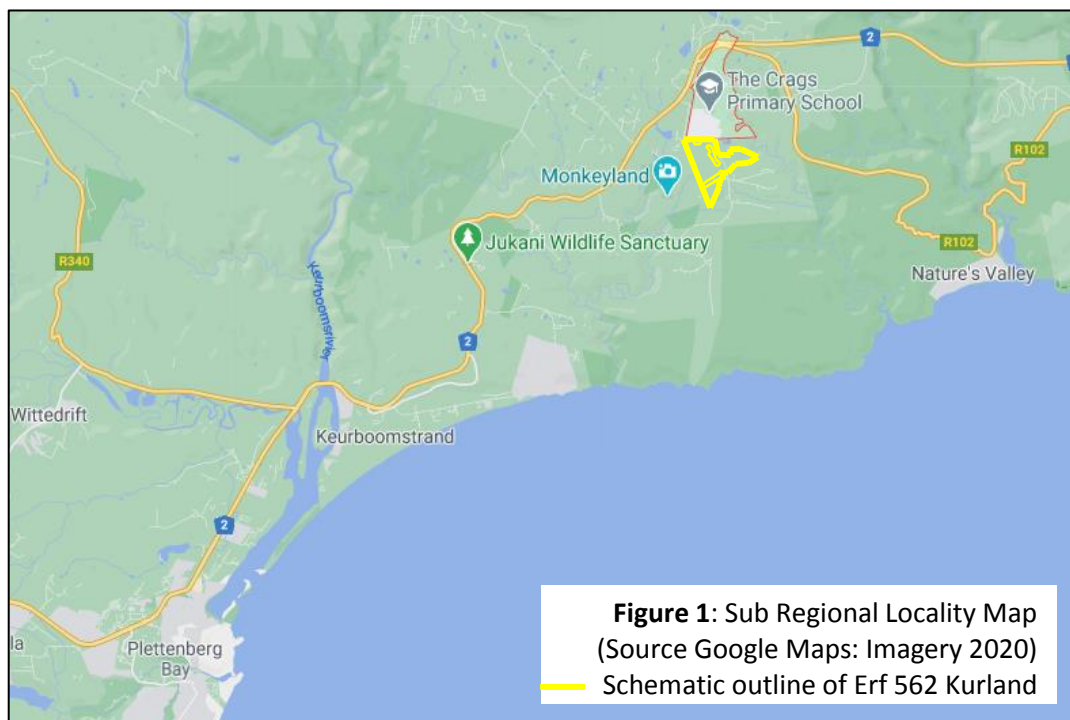 2
The Crags
Primary School
R102
Monkeyland
Jukani Wildlife Sanctuary
R102
R340
Nature's Valley
Keurboomsrivier
2
Wittedrift
Keurboomstrand
2
la
Plettenberg
Bay
Figure 1: Sub Regional Locality Map
(Source Google Maps: Imagery 2020)
Schematic outline of Erf 562 Kurland